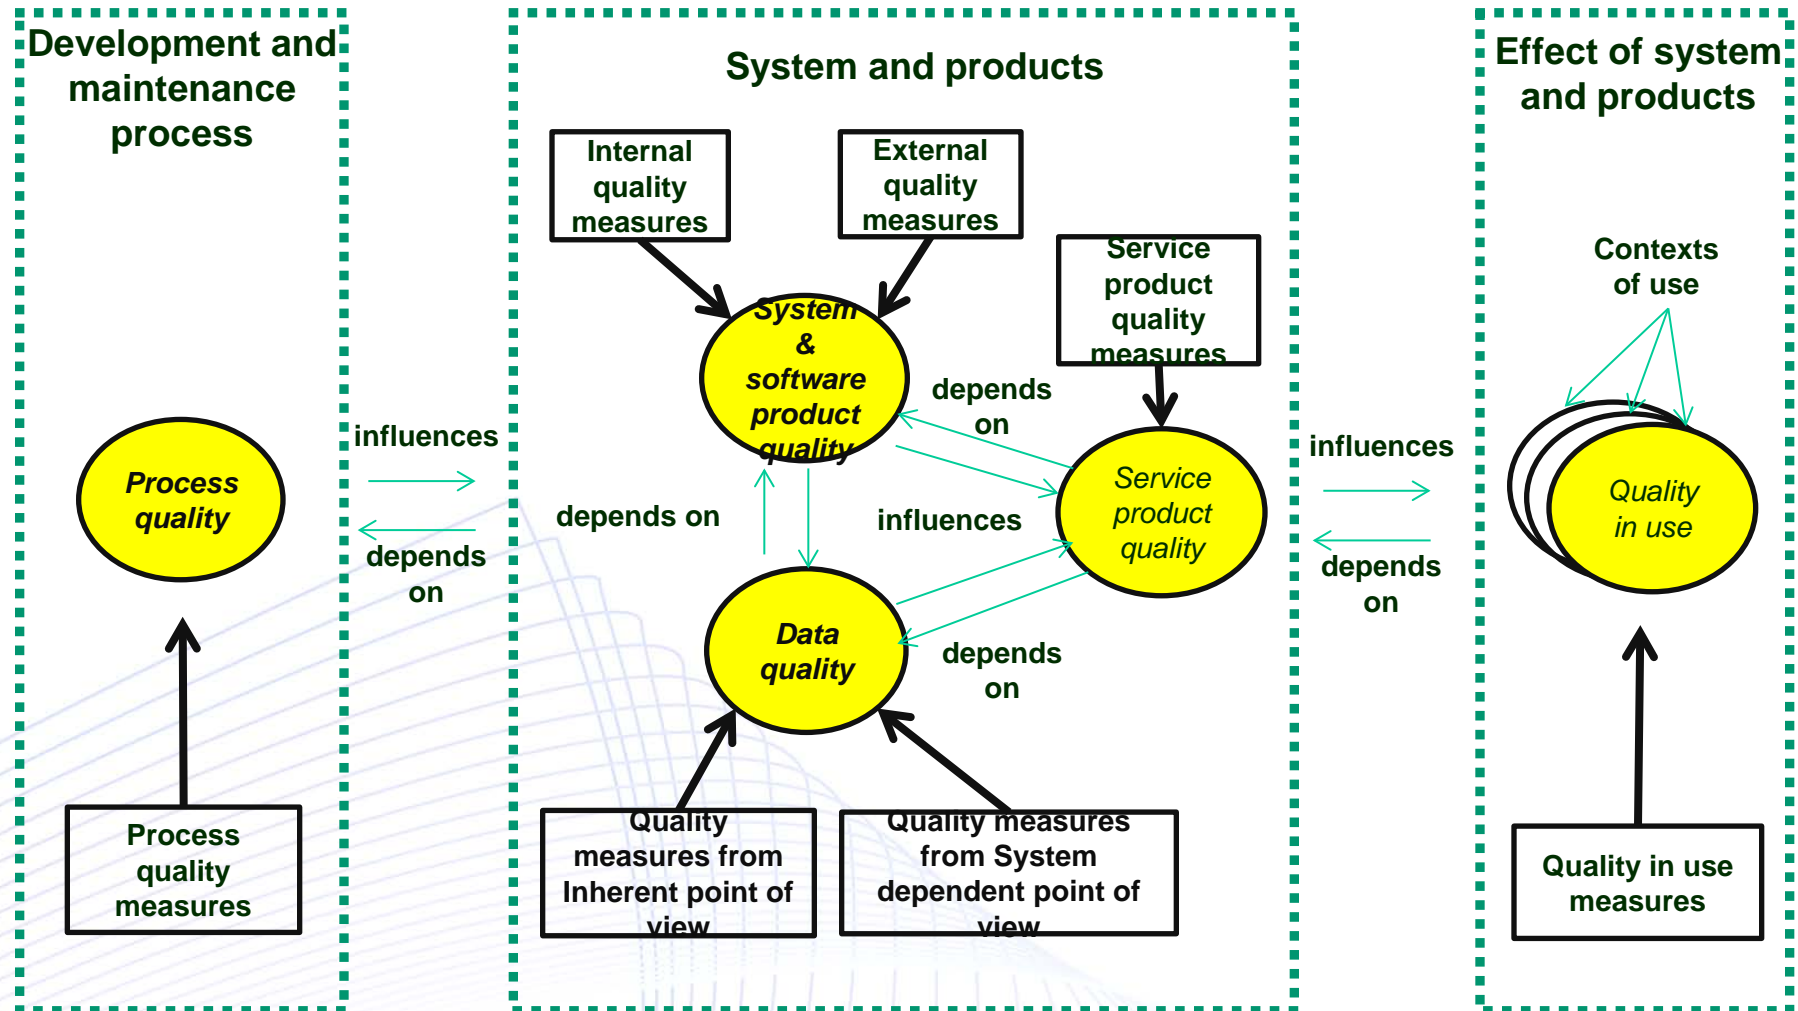 Development and
maintenance
process
System and products
Effect of system
and products
Internal
quality
measures
External
quality
measures
Service
product
quality
measures
Contexts
of use
System
&
software
product
quality
depends
on
influences
influences
Process
quality
Service
product
quality
Quality
in use
depends on
influences
depends
on
depends
on
Data
quality
depends
on
Process
quality
measures
Quality
measures from
Inherent point of
view
Quality measures
from System
dependent point of
view
Quality in use
measures